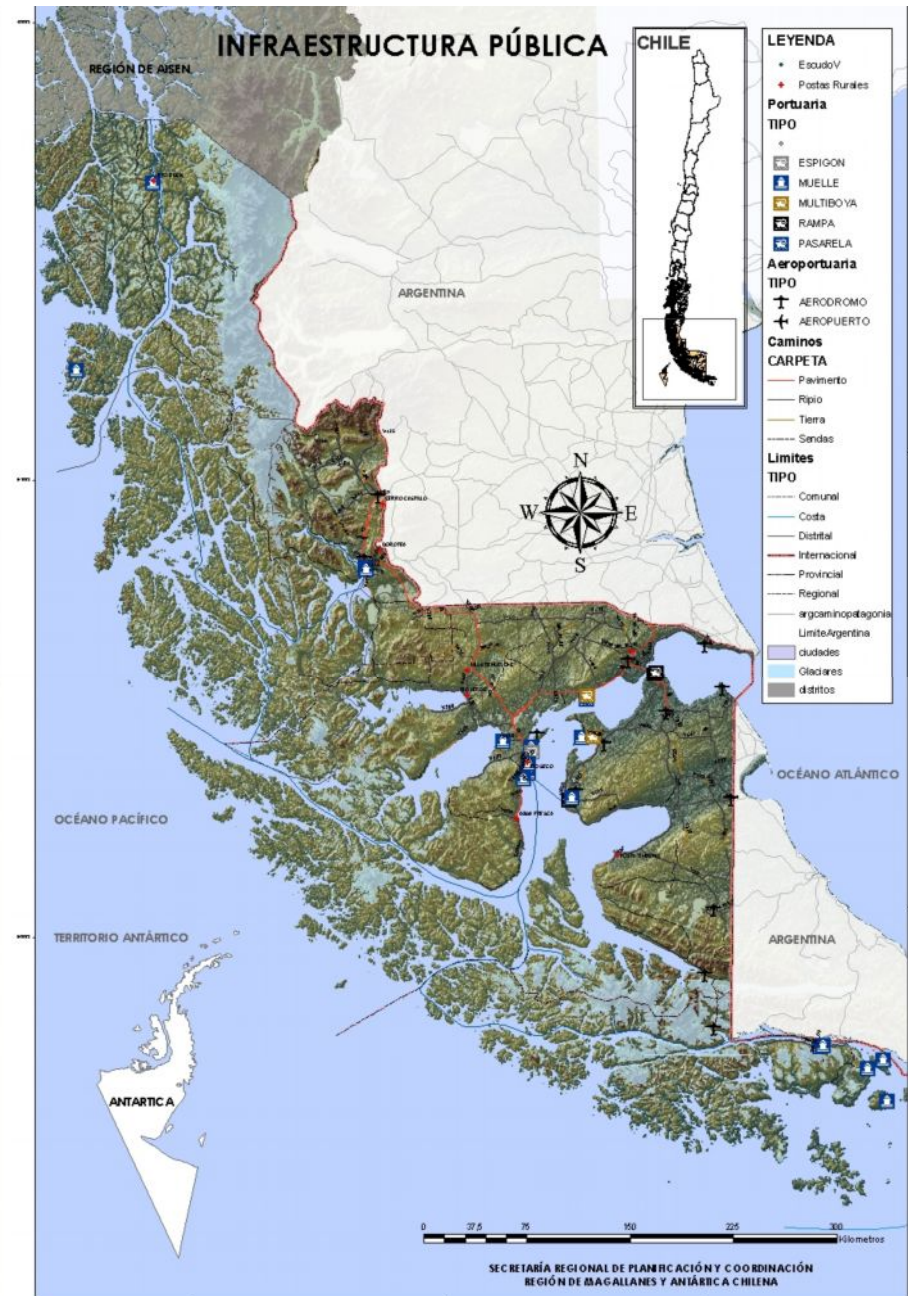 INFRAESTRUCTURA PÚBLICA
CHILE
REGIÓN DE AISEN
ARGENTINA
N
W E
S
LEYENDA
EscudoV
Postas Rurales
Portuaria
TIPO
ESPIGON
MUELLE
MULTIBOYA
RAMPA
PASARELA
Aeroportuaria
TIPO
AERODROMO
AEROPUERTO
Caminos
CARPETA
Pavimento
Ripio
Tierra
Sendas
Limites
TIPO
Comunal
Costa
Distrital
Internacional
Provincial
Regional
argcaminopatagonia
LimiteArgentina
ciudades
Glaciares
distritos
OCÉANO ATLÁNTICO
OCÉANO PACÍFICO
TERRITORIO ANTÁRTICO
ARGENTINA
ANTARTICA
0 37,5 75 150 225 300
Kilometros
SECRETARÍA REGIONAL DE PLANIFICACIÓN Y COORDINACIÓN
REGIÓN DE MAGALLANES Y ANTÁRTICA CHILENA